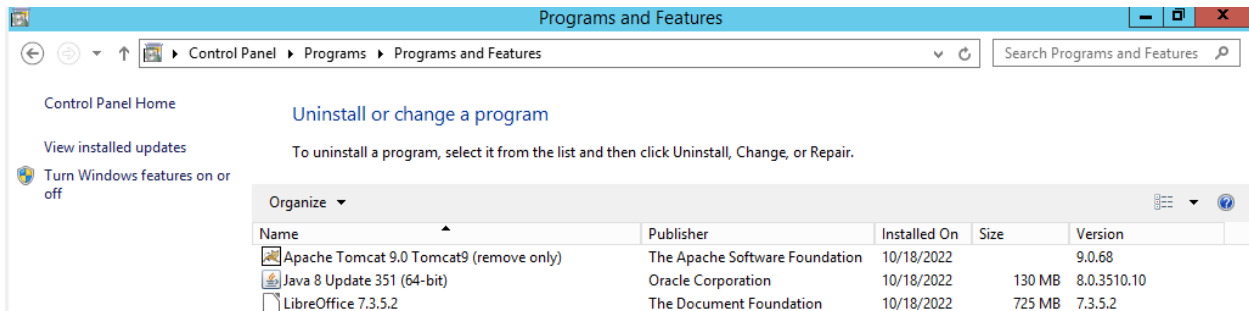 Programs and Features
Control Panel Programs Programs and Features Search Programs and Features
Control Panel Home
Uninstall or change a program
View installed updates
To uninstall a program, select it from the list and then click Uninstall, Change, or Repair.
Turn Windows features on or
off
Organize
Name Publisher Installed On Size Version
Apache Tomcat 9.0 Tomcat9 (remove only) The Apache Software Foundation 10/18/2022 9.0.68
Java 8 Update 351 (64-bit) Oracle Corporation 10/18/2022 130 MB 8.0.3510.10
LibreOffice 7.3.5.2 The Document Foundation 10/18/2022 725 MB 7.3.5.2